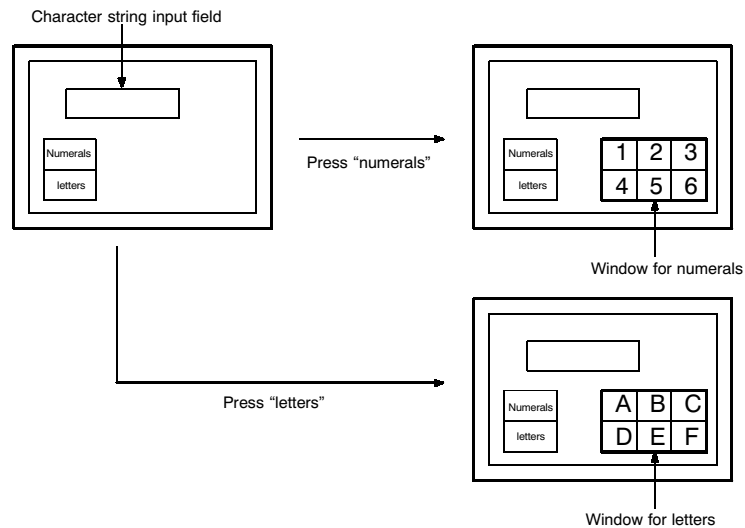 Character string input field
Numerals
letters
Press “numerals”
Numerals
letters
1 2 3
4 5 6
Window for numerals
Press “letters”
Numerals
letters
A B C
D E F
Window for letters